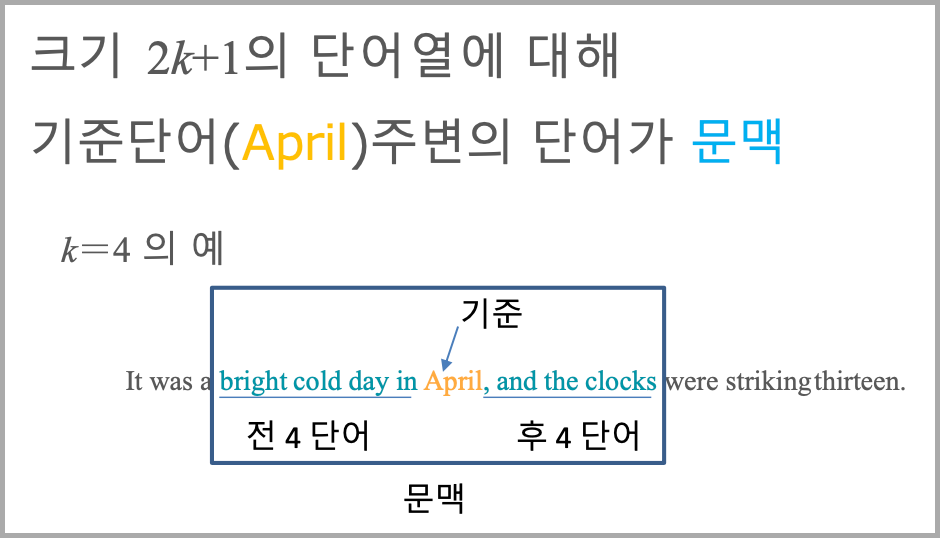 크기 2k+1의 단어열에 대해
기준단어(April)주변의 단어가 문맥
k=4 의 예
기준
It was a bright cold day in April, and the clocks were striking thirteen.
전 4 단어 후 4 단어
문맥